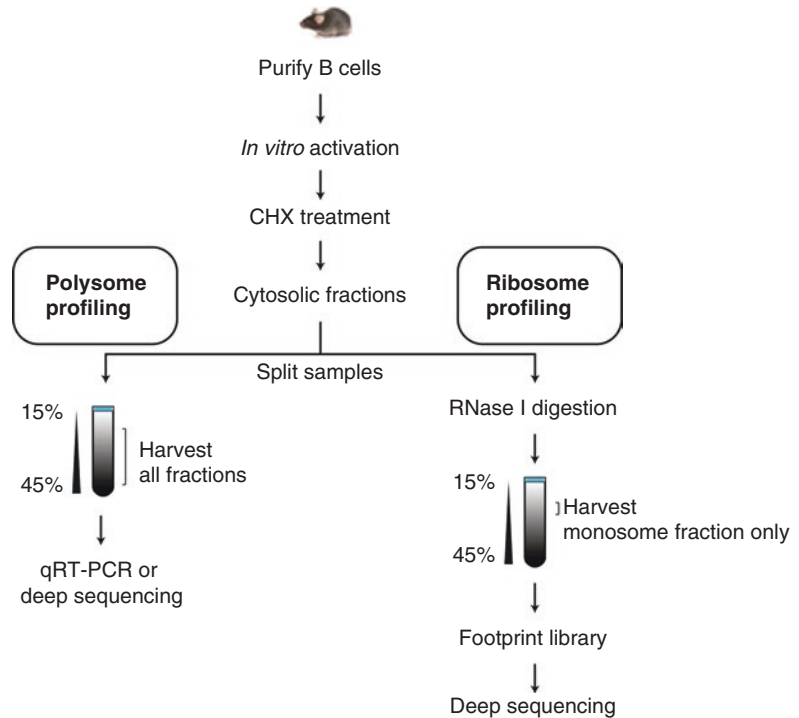 Purify B cells
In vitro activation
CHX treatment
Cytosolic fractions
Polysome
profiling
Ribosome
profiling
Split samples
15%
45%
Harvest
all fractions
qRT-PCR or
deep sequencing
RNase I digestion
15%
45%
Harvest
monosome fraction only
Footprint library
Deep sequencing